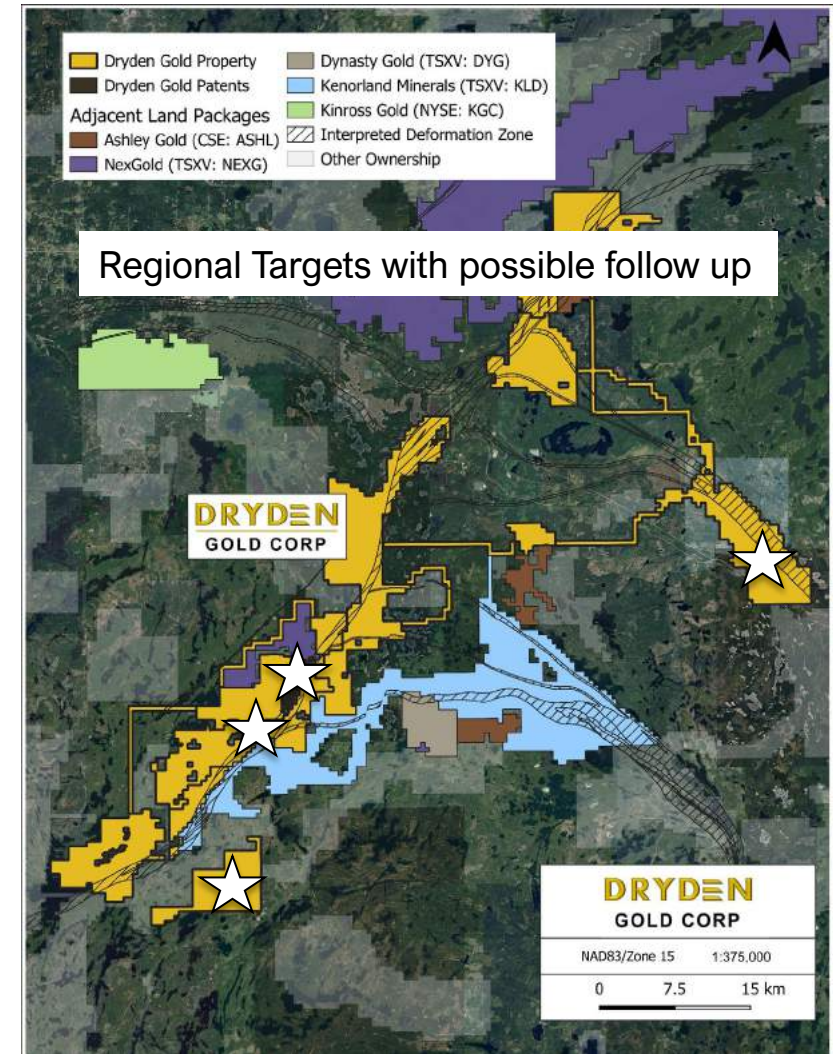 Dryden Gold Property
Dryden Gold Patents
Adjacent Land Packages
Ashley Gold (CSE: ASHL)
NexGold (TSXV: NEXG)
Dynasty Gold (TSXV: DYG)
Kenorland Minerals (TSXV: KLD)
Kinross Gold (NYSE: KGC)
Interpreted Deformation Zone
Other Ownership
Regional Targets with possible follow up
DRYDEN
GOLD CORP
DRYDEN
GOLD CORP
NAD83/Zone 15 1:375,000
0 7.5 15 km